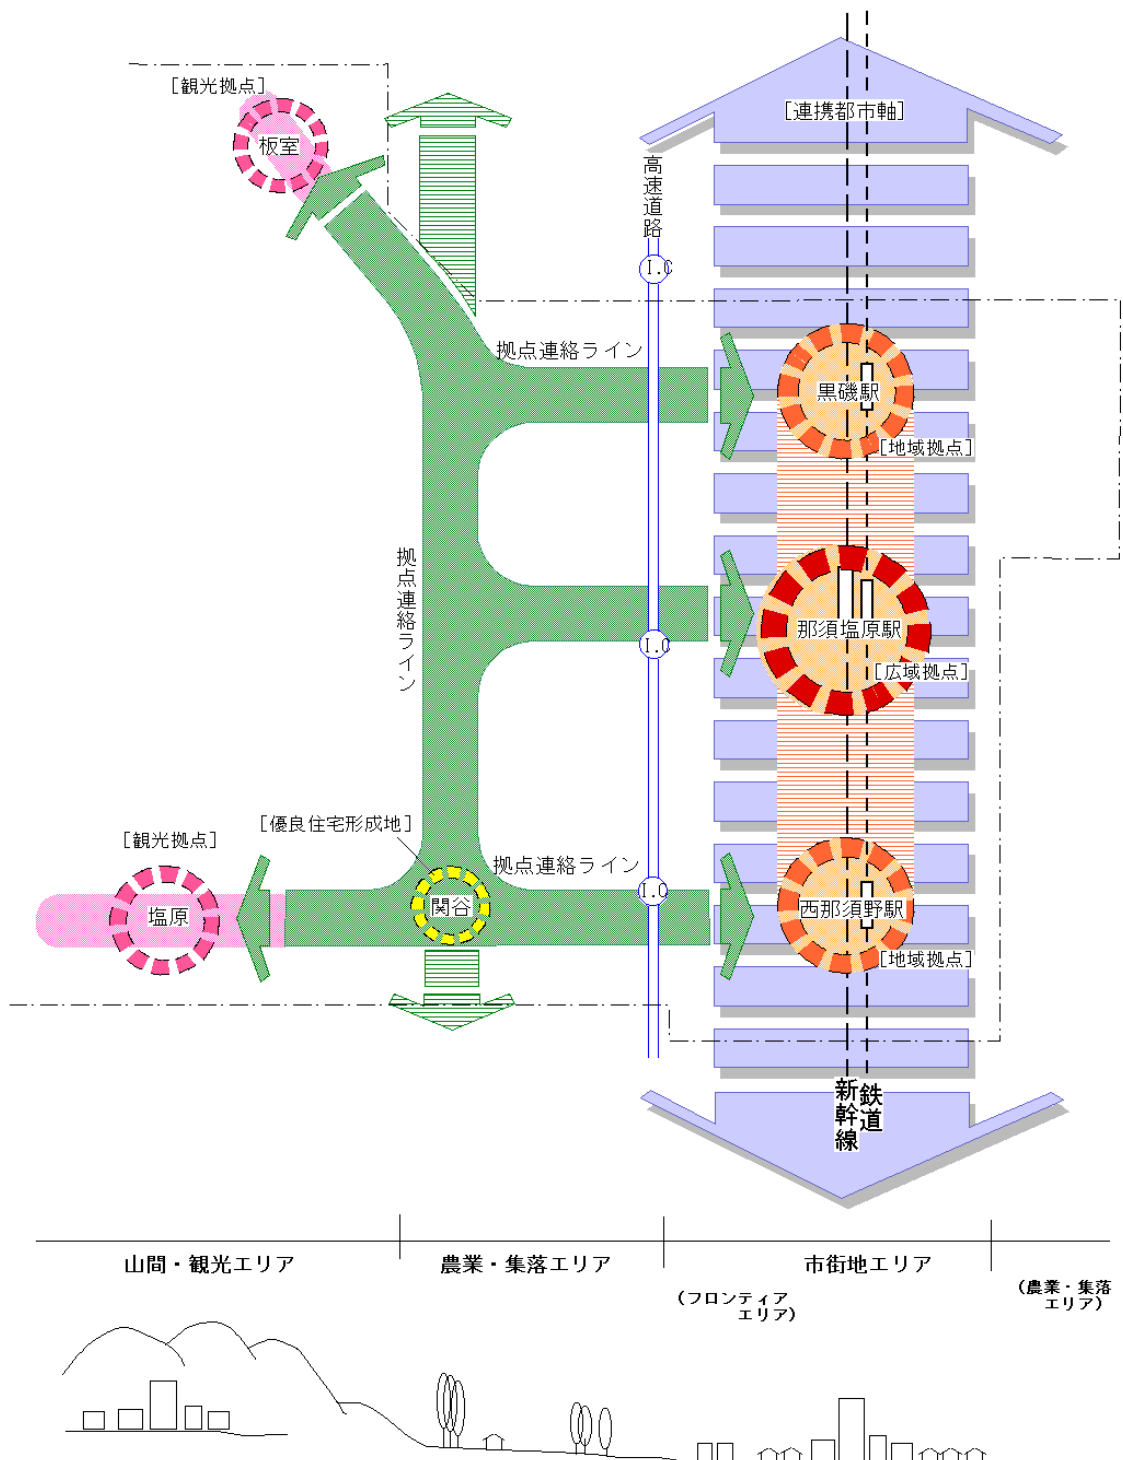 [観光拠点]
板室
[連携都市軸]
高速道路
I.C
拠点連絡ライン
黒磯駅
[地域拠点]
拠点連絡ライン
那須塩原駅
I.C
[広域拠点]
[優良住宅形成地]
[観光拠点]
拠点連絡ライン
I.C
関谷
塩原
西那須野駅
[地域拠点]
新幹線
鉄道
山間・観光エリア
農業・集落エリア
市街地エリア
(フロンティア
エリア)
(農業・集落
エリア)